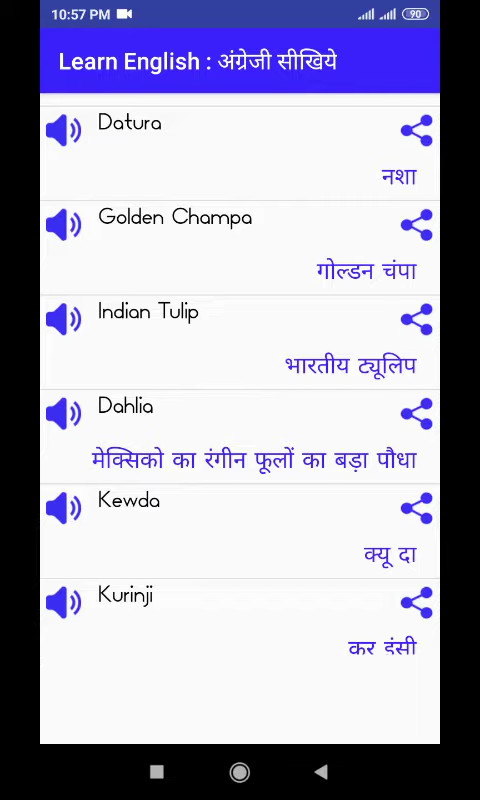 10:57 PM 90
Learn English : अंग्रेजी सीखिये
Datura
नशा
Golden Champa
गोल्डन चंपा
Indian Tulip
भारतीय ट्यूलिप
Dahlia
मेक्सिको का रंगीन फूलों का बड़ा पौधा
Kewda
क्यू दा
Kurinji
कर इंसी